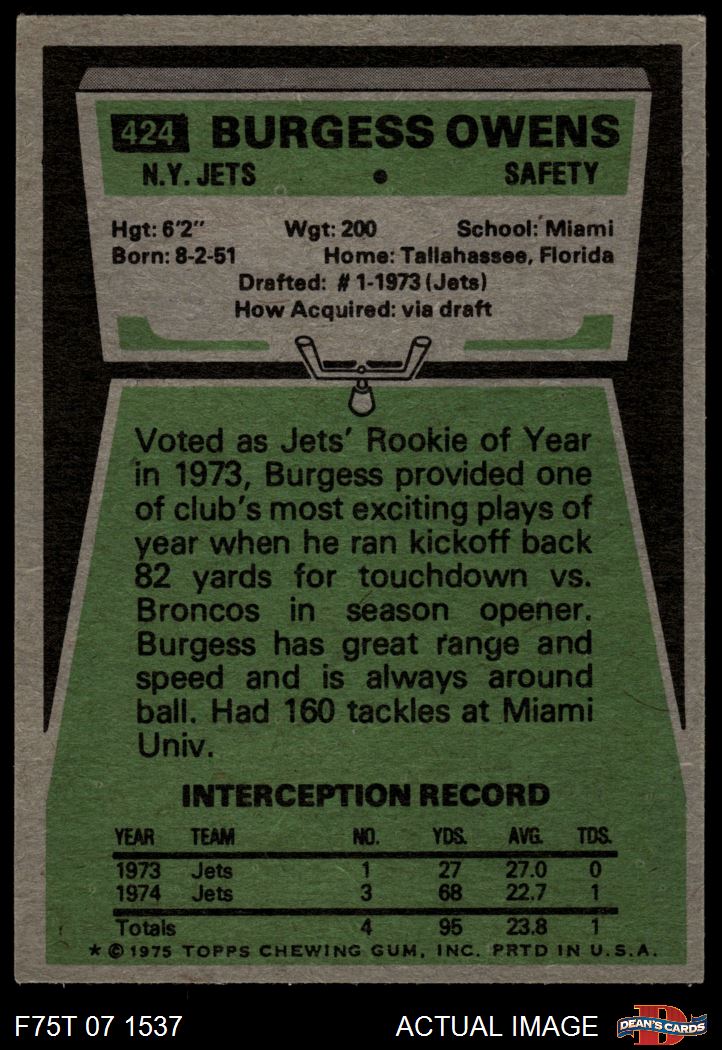 424 BURGESS OWENS
N.Y. JETS • SAFETY
Hgt: 6'2" Wgt: 200 School: Miami
Born: 8-2-51 Home: Tallahassee, Florida
Drafted: #1-1973 (Jets)
How Acquired: via draft
Voted as Jets' Rookie of Year
in 1973, Burgess provided one
of club's most exciting plays of
year when he ran kickoff back
82 yards for touchdown vs.
Broncos in season opener.
Burgess has great range and
speed and is always around
ball. Had 160 tackles at Miami
Univ.
INTERCEPTION RECORD
YEAR TEAM NO. YDS. AVG. TDS.
1973 Jets 1 27 27.0 0
1974 Jets 3 68 22.7 1
Totals 4 95 23.8 1
* © 1975 TOPPS CHEWING GUM, INC. PRTD IN U.S.A.
F75T 07 1537 ACTUAL IMAGE D DEAN'S CARDS